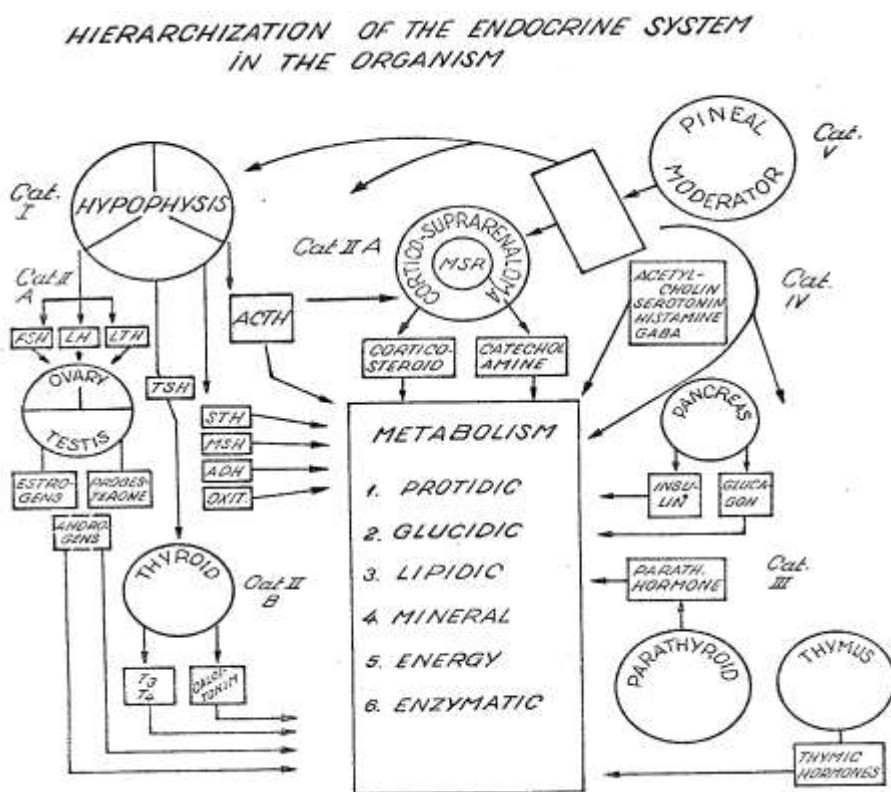 HIERARCHIZATION OF THE ENDOCRINE SYSTEM
IN THE ORGANISM
PINEAL
MODERATOR
Cat.
V
Cat.
I
HYPOPHYSIS
Cat II A
CORTICO-SUPRARENALOMA
MSR
Cat II
A
ACETYL-
CHOLIN
SEROTONIN
HISTAMINE
GABA
Cat.
IV
ACTH
FSH
LH
LTH
CORTICO-
STEROID
CATECHOL
AMINE
OVARY
TESTIS
TSH
PANCREAS
STH
MSH
ADH
OXIT.
METABOLISM
1. PROTIDIC
2. GLUCIDIC
3. LIPIDIC
4. MINERAL
5. ENERGY
6. ENZYMATIC
ESTRO-
GENS
PROGES-
TERONE
ANDRO-
GENS
INSU-
LIN
GLUCA-
GON
THYROID
Cat II
B
PARATH.
HORMONE
Cat.
III
T3
T4
CALCI-
TONIM
PARATHYROID
THYMUS
THYMIC
HORMONES